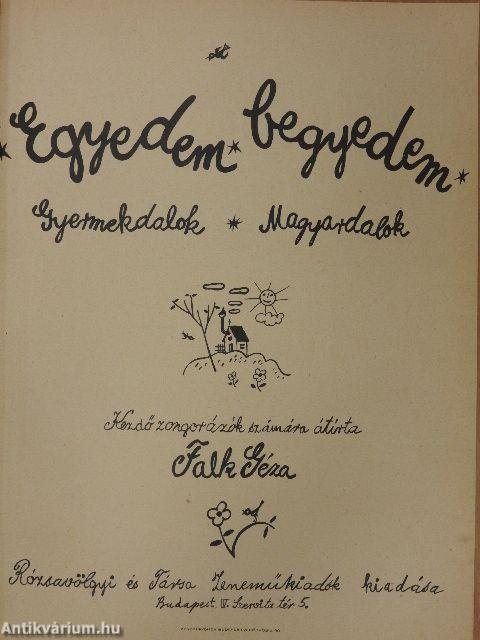 * Egyedem * begyedem *
Gyermekdalok * Magyardalok
Kezdő zongorázók számára átírta
Falk Géza
Rózsavölgyi és Társa Zeneműkiadók kiadása
Budapest IV. Szervita tér 5.
Antikvárium.hu